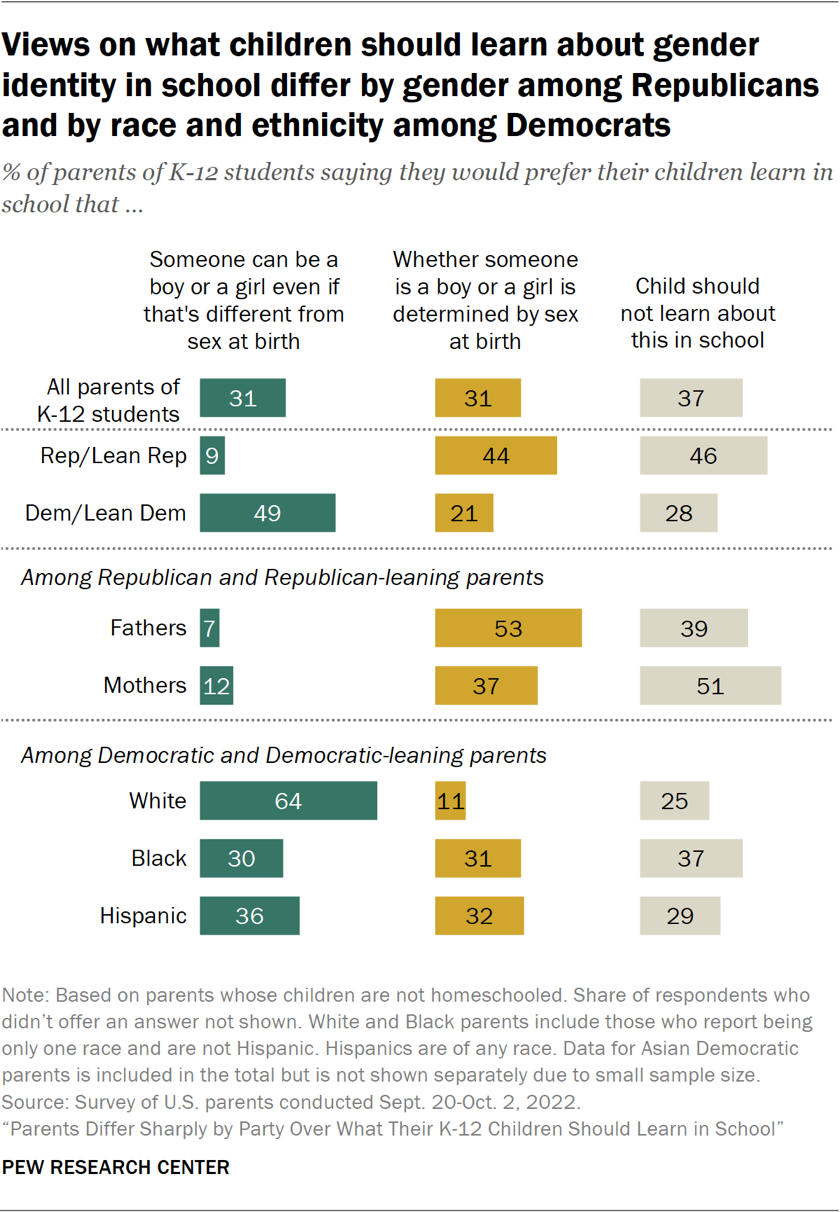 Views on what children should learn about gender
identity in school differ by gender among Republicans
and by race and ethnicity among Democrats
% of parents of K-12 students saying they would prefer their children learn in
school that ...
Someone can be a
boy or a girl even if
that's different from
sex at birth
Whether someone
is a boy or a girl is
determined by sex
at birth
Child should
not learn about
this in school
All parents of
K-12 students
31
31
37
Rep/Lean Rep
9
44
46
Dem/Lean Dem
49
21
28
Among Republican and Republican-leaning parents
Fathers
7
53
39
Mothers
12
37
51
Among Democratic and Democratic-leaning parents
White
64
11
25
Black
30
31
37
Hispanic
36
32
29
Note: Based on parents whose children are not homeschooled. Share of respondents who
didn’t offer an answer not shown. White and Black parents include those who report being
only one race and are not Hispanic. Hispanics are of any race. Data for Asian Democratic
parents is included in the total but is not shown separately due to small sample size.
Source: Survey of U.S. parents conducted Sept. 20-Oct. 2, 2022.
“Parents Differ Sharply by Party Over What Their K-12 Children Should Learn in School”
PEW RESEARCH CENTER